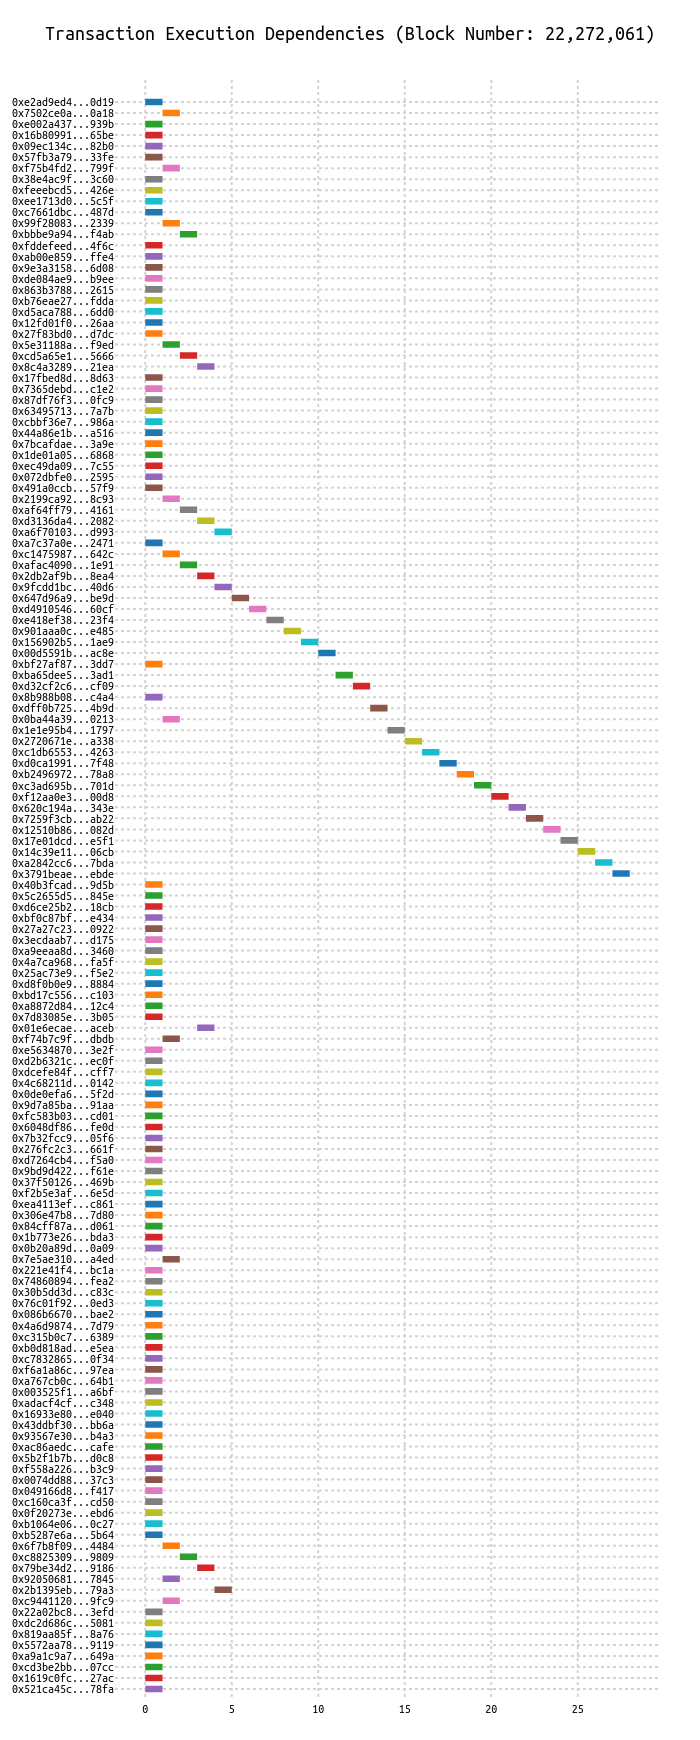 Transaction Execution Dependencies (Block Number: 22,272,061)
0xe2ad9ed4...0d19
0x7502ce0a...0a18
0xe002a437...939b
0x16b80991...65be
0x09ec134c...82b0
0x57fb3a79...33fe
0xf75b4fd2...799f
0x38e4ac9f...3c60
0xfeeebcd5...426e
0xee1713d0...5c5f
0xc7661dbc...487d
0x99f28083...2339
0xbbbe9a94...f4ab
0xfddefeed...4f6c
0xab00e859...ffe4
0x9e3a3158...6d08
0xde084ae9...b9ee
0x863b3788...2615
0xb76eae27...fdda
0xd5aca788...6dd0
0x12fd01f0...26aa
0x27f83bd0...d7dc
0x5e31188a...f9ed
0xcd5a65e1...5666
0x8c4a3289...21ea
0x17fbed8d...8d63
0x7365debd...c1e2
0x87df76f3...0fc9
0x63495713...7a7b
0xcbbf36e7...986a
0x44a86e1b...a516
0x7bcafdae...3a9e
0x1de01a05...6868
0xec49da09...7c55
0x072dbfe0...2595
0x491a0ccb...57f9
0x2199ca92...8c93
0xaf64ff79...4161
0xd3136da4...2082
0xa6f70103...d993
0xa7c37a0e...2471
0xc1475987...642c
0xafac4090...1e91
0x2db2af9b...8ea4
0x9fcdd1bc...40d6
0x647d96a9...be9d
0xd4910546...60cf
0xe418ef38...23f4
0x901aaa0c...e485
0x156902b5...1ae9
0x00d5591b...ac8e
0xbf27af87...3dd7
0xba65dee5...3ad1
0xd32cf2c6...cf09
0x8b988b08...c4a4
0xdff0b725...4b9d
0x0ba44a39...0213
0x1e1e95b4...1797
0x2720671e...a338
0xc1db6553...4263
0xd0ca1991...7f48
0xb2496972...78a8
0xc3ad695b...701d
0xf12aa0e3...00d8
0x620c194a...343e
0x7259f3cb...ab22
0x12510b86...082d
0x17e01dcd...e5f1
0x14c39e11...06cb
0xa2842cc6...7bda
0x3791beae...ebde
0x40b3fcad...9d5b
0x5c2655d5...845e
0xd6ce25b2...18cb
0xbf0c87bf...e434
0x27a27c23...0922
0x3ecdaab7...d175
0xa9eeaa8d...3460
0x4a7ca968...fa5f
0x25ac73e9...f5e2
0xd8f0b0e9...8884
0xbd17c556...c103
0xa8872d84...12c4
0x7d83085e...3b05
0x01e6ecae...aceb
0xf74b7c9f...dbdb
0xe5634870...3e2f
0xd2b6321c...ec0f
0xdcefe84f...cff7
0x4c68211d...0142
0x0de0efa6...5f2d
0x9d7a85ba...91aa
0xfc583b03...cd01
0x6048df86...fe0d
0x7b32fcc9...05f6
0x276fc2c3...661f
0xd7264cb4...f5a0
0x9bd9d422...f61e
0x37f50126...469b
0xf2b5e3af...6e5d
0xea4113ef...c861
0x306e47b8...7d80
0x84cff87a...d061
0x1b773e26...bda3
0x0b20a89d...0a09
0x7e5ae310...a4ed
0x221e41f4...bc1a
0x74860894...fea2
0x30b5dd3d...c83c
0x76c01f92...0ed3
0x086b6670...bae2
0x4a6d9874...7d79
0xc315b0c7...6389
0xb0d818ad...e5ea
0xc7832865...0f34
0xf6a1a86c...97ea
0xa767cb0c...64b1
0x003525f1...a6bf
0xadacf4cf...c348
0x16933e80...e040
0x43ddbf30...bb6a
0x93567e30...b4a3
0xac86aedc...cafe
0x5b2f1b7b...d0c8
0xf558a226...b3c9
0x0074dd88...37c3
0x049166d8...f417
0xc160ca3f...cd50
0x0f20273e...ebd6
0xb1064e06...0c27
0xb5287e6a...5b64
0x6f7b8f09...4484
0xc8825309...9809
0x79be34d2...9186
0x92050681...7845
0x2b1395eb...79a3
0xc9441120...9fc9
0x22a02bc8...3efd
0xdc2d686c...5081
0x819aa85f...8a76
0x5572aa78...9119
0xa9a1c9a7...649a
0xcd3be2bb...07cc
0x1619c0fc...27ac
0x521ca45c...78fa
0 5 10 15 20 25